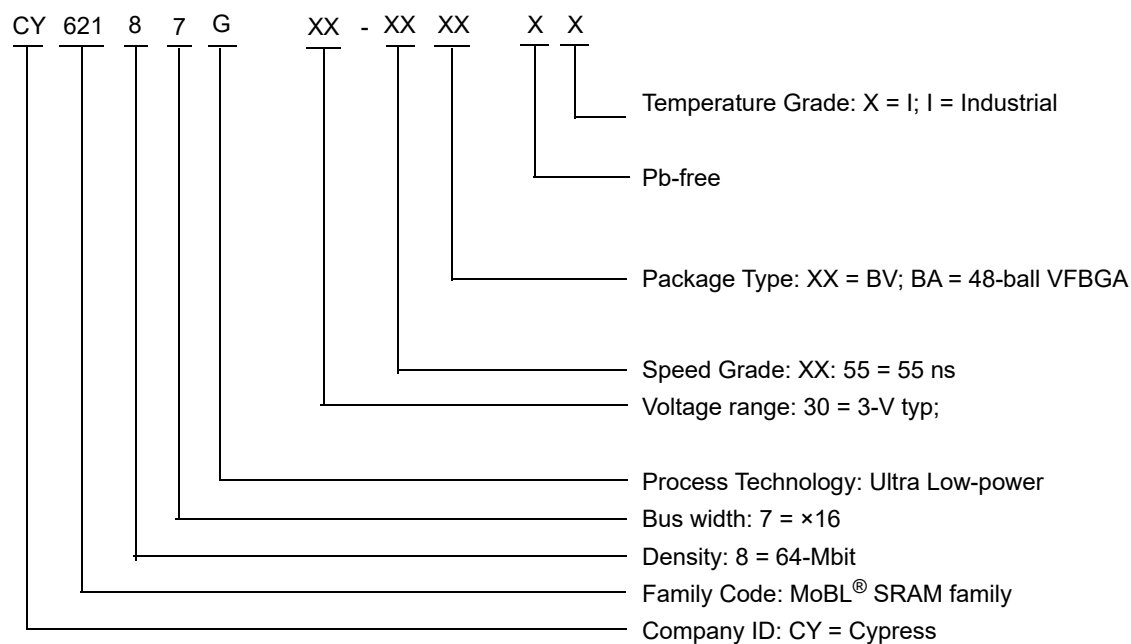 CY 621 8 7 G XX - XX XX X X
Temperature Grade: X = I; I = Industrial
Pb-free
Package Type: XX = BV; BA = 48-ball VFBGA
Speed Grade: XX: 55 = 55 ns
Voltage range: 30 = 3-V typ;
Process Technology: Ultra Low-power
Bus width: 7 = ×16
Density: 8 = 64-Mbit
Family Code: MoBL® SRAM family
Company ID: CY = Cypress